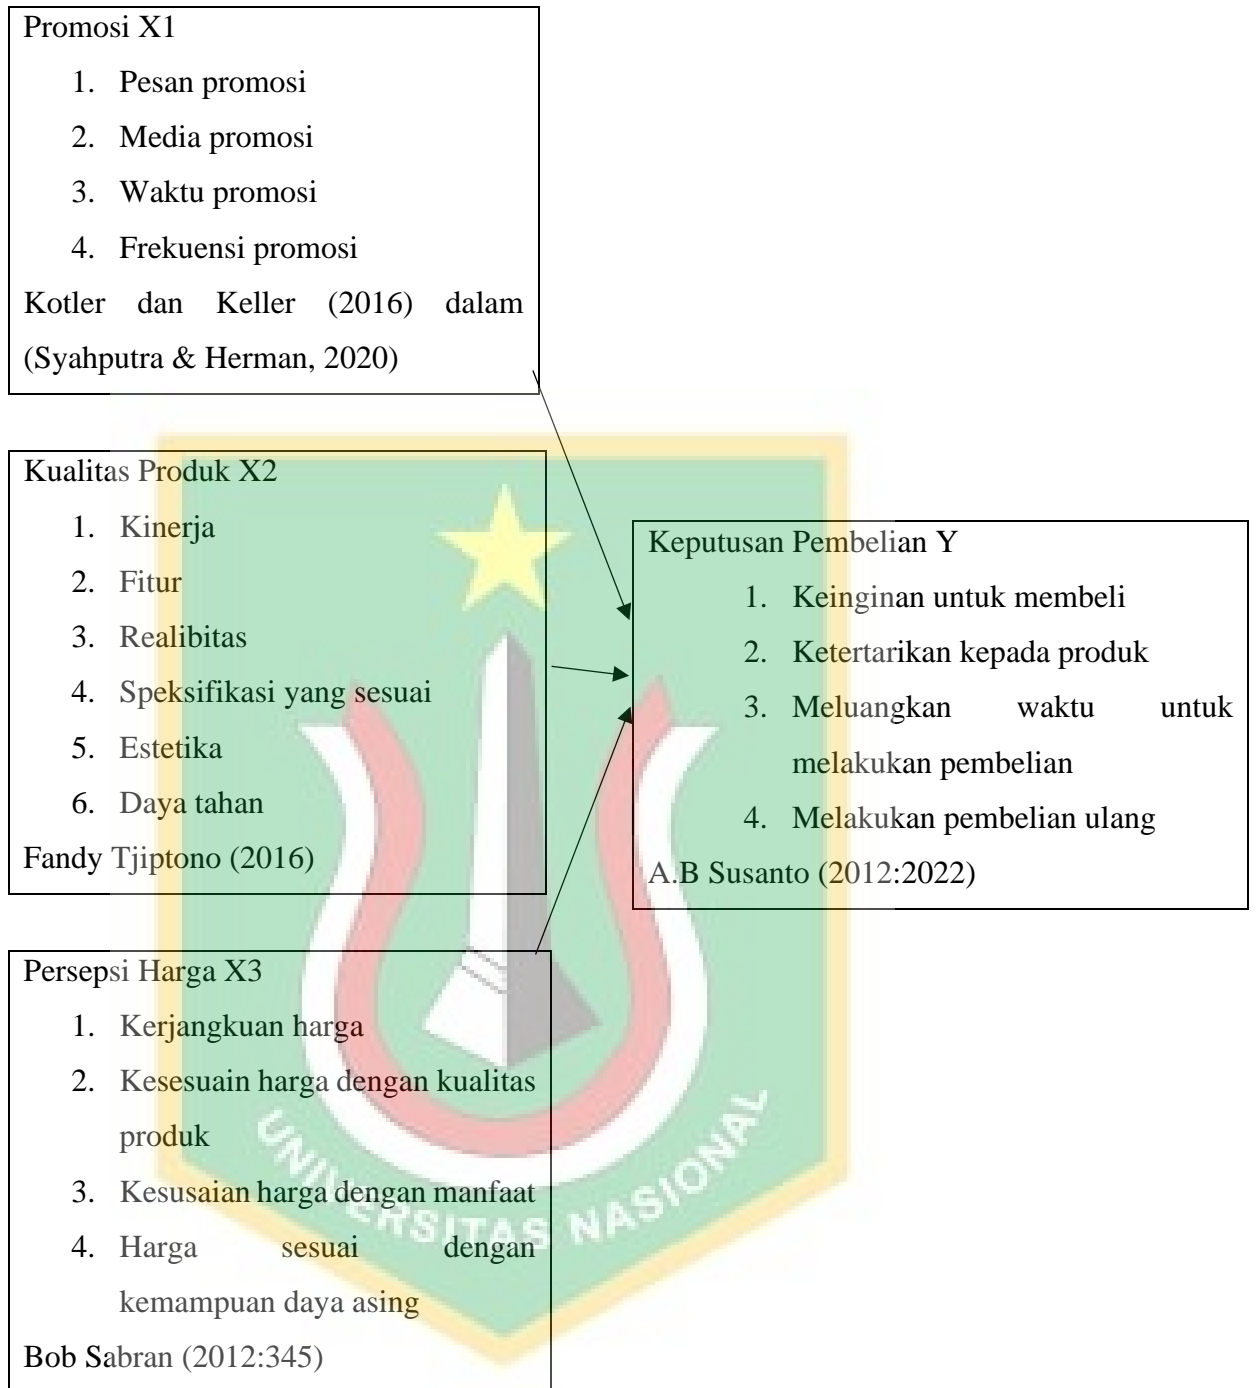 Promosi X1
1. Pesan promosi
2. Media promosi
3. Waktu promosi
4. Frekuensi promosi
Kotler dan Keller (2016) dalam
(Syahputra & Herman, 2020)
Kualitas Produk X2
1. Kinerja
2. Fitur
3. Realibitas
4. Speksifikasi yang sesuai
5. Estetika
6. Daya tahan
Fandy Tjiptono (2016)
Keputusan Pembelian Y
1. Keinginan untuk membeli
2. Ketertarikan kepada produk
3. Meluangkan waktu untuk
melakukan pembelian
4. Melakukan pembelian ulang
A.B Susanto (2012:2022)
Persepsi Harga X3
1. Kerjangkuan harga
2. Kesesuain harga dengan kualitas
produk
3. Kesusaian harga dengan manfaat
4. Harga sesuai dengan
kemampuan daya asing
Bob Sabran (2012:345)
UNIVERSITAS NASIONAL